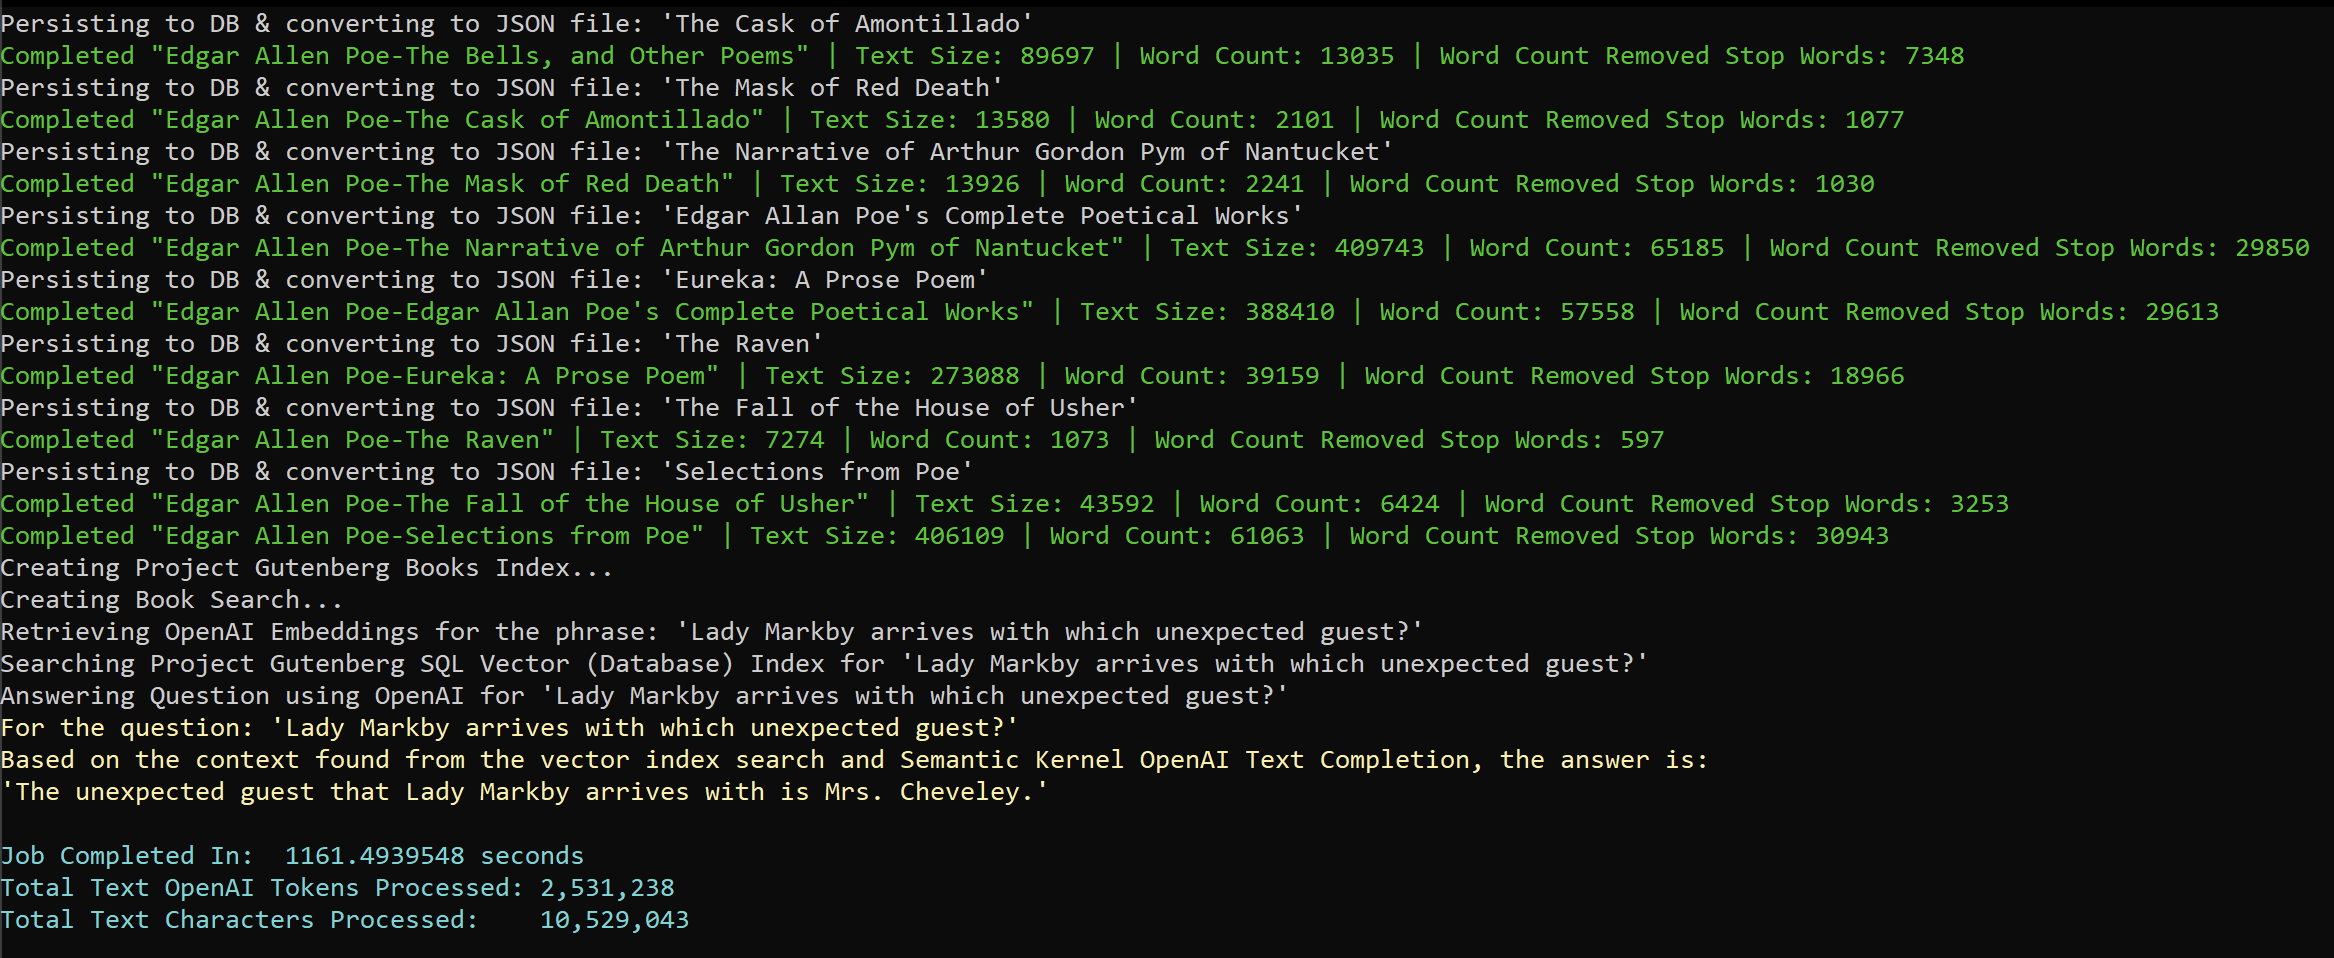 Persisting to DB & converting to JSON file: 'The Cask of Amontillado'
Completed "Edgar Allen Poe-The Bells, and Other Poems" | Text Size: 89697 | Word Count: 13035 | Word Count Removed Stop Words: 7348
Persisting to DB & converting to JSON file: 'The Mask of Red Death'
Completed "Edgar Allen Poe-The Cask of Amontillado" | Text Size: 13580 | Word Count: 2101 | Word Count Removed Stop Words: 1077
Persisting to DB & converting to JSON file: 'The Narrative of Arthur Gordon Pym of Nantucket'
Completed "Edgar Allen Poe-The Mask of Red Death" | Text Size: 13926 | Word Count: 2241 | Word Count Removed Stop Words: 1030
Persisting to DB & converting to JSON file: 'Edgar Allan Poe's Complete Poetical Works'
Completed "Edgar Allen Poe-The Narrative of Arthur Gordon Pym of Nantucket" | Text Size: 409743 | Word Count: 65185 | Word Count Removed Stop Words: 29850
Persisting to DB & converting to JSON file: 'Eureka: A Prose Poem'
Completed "Edgar Allen Poe-Edgar Allan Poe's Complete Poetical Works" | Text Size: 388410 | Word Count: 57558 | Word Count Removed Stop Words: 29613
Persisting to DB & converting to JSON file: 'The Raven'
Completed "Edgar Allen Poe-Eureka: A Prose Poem" | Text Size: 273088 | Word Count: 39159 | Word Count Removed Stop Words: 18966
Persisting to DB & converting to JSON file: 'The Fall of the House of Usher'
Completed "Edgar Allen Poe-The Raven" | Text Size: 7274 | Word Count: 1073 | Word Count Removed Stop Words: 597
Persisting to DB & converting to JSON file: 'Selections from Poe'
Completed "Edgar Allen Poe-The Fall of the House of Usher" | Text Size: 43592 | Word Count: 6424 | Word Count Removed Stop Words: 3253
Completed "Edgar Allen Poe-Selections from Poe" | Text Size: 406109 | Word Count: 61063 | Word Count Removed Stop Words: 30943
Creating Project Gutenberg Books Index...
Creating Book Search...
Retrieving OpenAI Embeddings for the phrase: 'Lady Markby arrives with which unexpected guest?'
Searching Project Gutenberg SQL Vector (Database) Index for 'Lady Markby arrives with which unexpected guest?'
Answering Question using OpenAI for 'Lady Markby arrives with which unexpected guest?'
For the question: 'Lady Markby arrives with which unexpected guest?'
Based on the context found from the vector index search and Semantic Kernel OpenAI Text Completion, the answer is:
'The unexpected guest that Lady Markby arrives with is Mrs. Cheveley.'
Job Completed In:  1161.4939548 seconds
Total Text OpenAI Tokens Processed: 2,531,238
Total Text Characters Processed:    10,529,043